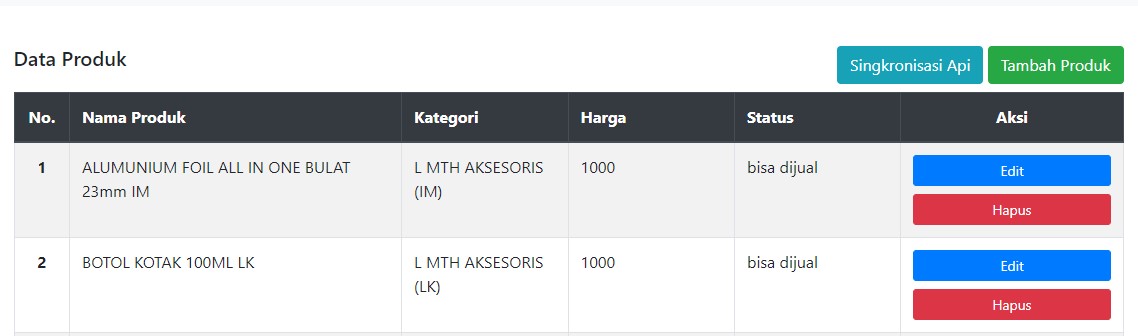 Data Produk
Singkronisasi Api
Tambah Produk
No. Nama Produk Kategori Harga Status Aksi
1 ALUMUNIUM FOIL ALL IN ONE BULAT L MTH AKSESORIS 1000 bisa dijual Edit
23mm IM (IM)
Hapus
2 BOTOL KOTAK 100ML LK L MTH AKSESORIS 1000 bisa dijual Edit
(LK)
Hapus